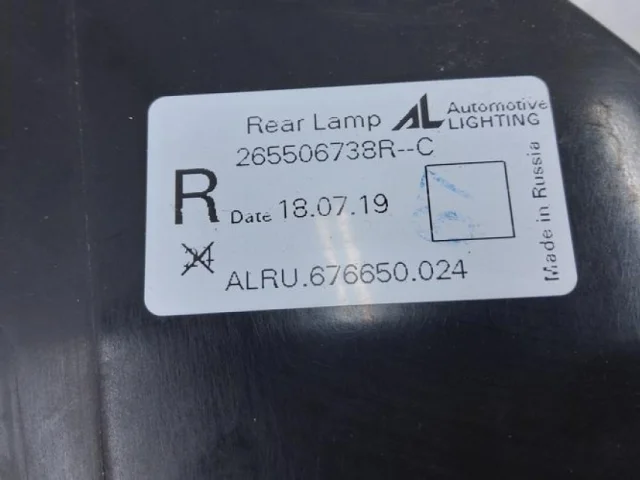 Rear Lamp AL Automotive
LIGHTING
265506738R--C
R
Date 18.07.19
ALRU.676650.024
Made in Russia